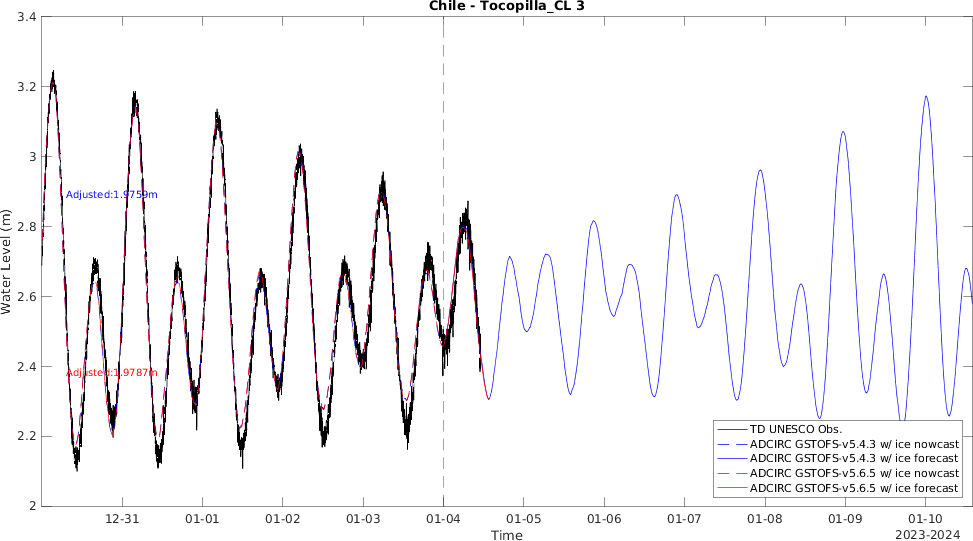 Chile - Tocopilla_CL 3
3.4
3.2
3
2.8
2.6
2.4
2.2
2
Water Level (m)
Adjusted:1.9759m
Adjusted:1.9787m
TD UNESCO Obs.
ADCIRC GSTOFS-v5.4.3 w/ ice nowcast
ADCIRC GSTOFS-v5.4.3 w/ ice forecast
ADCIRC GSTOFS-v5.6.5 w/ ice nowcast
ADCIRC GSTOFS-v5.6.5 w/ ice forecast
12-31 01-01 01-02 01-03 01-04 01-05 01-06 01-07 01-08 01-09 01-10
Time
2023-2024